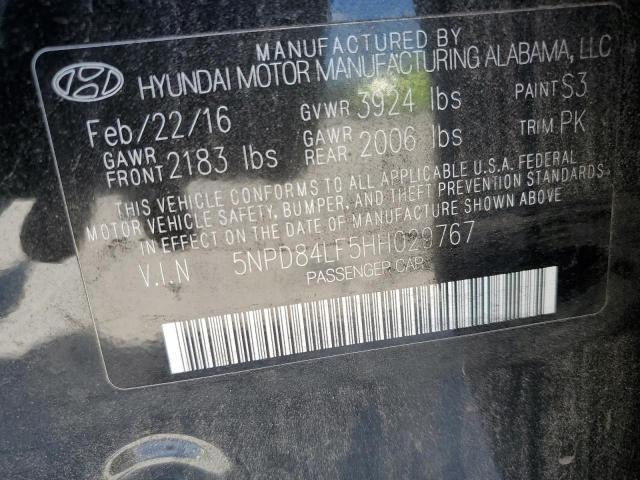 MANUFACTURED BY
HYUNDAI MOTOR MANUFACTURING ALABAMA, LLC
Feb/22/16 GVWR 3924 lbs PAINT S3
GAWR FRONT 2183 lbs GAWR REAR 2006 lbs TRIM PK
THIS VEHICLE CONFORMS TO ALL APPLICABLE U.S.A. FEDERAL
MOTOR VEHICLE SAFETY, BUMPER, AND THEFT PREVENTION STANDARDS
IN EFFECT ON THE DATE OF MANUFACTURE SHOWN ABOVE
V.I.N 5NPD84LF5HH029767
PASSENGER CAR